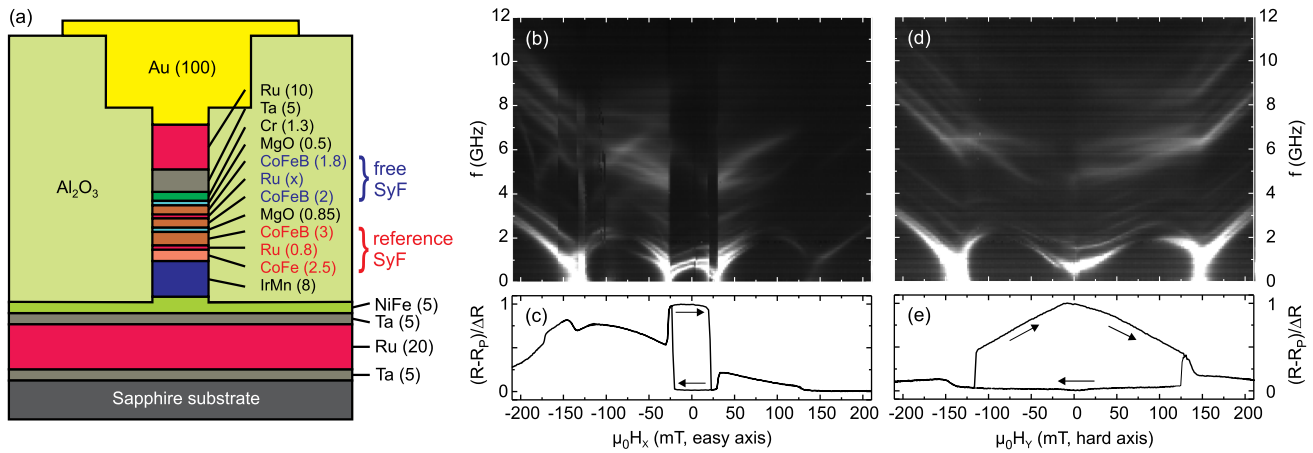 (a)
Au (100)
Al2O3
Ru (10)
Ta (5)
Cr (1.3)
MgO (0.5)
CoFeB (1.8)
Ru (x)
CoFeB (2)
MgO (0.85)
CoFeB (3)
Ru (0.8)
CoFe (2.5)
IrMn (8)
free
SyF
reference
SyF
NiFe (5)
Ta (5)
Ru (20)
Ta (5)
Sapphire substrate
(b)
f (GHz)
12
10
8
6
4
2
0
(c)
(R-RP)/ΔR
1
0
-200 -150 -100 -50 0 50 100 150 200
µ0HX (mT, easy axis)
(d)
12
10
8
6
4
2
0
f (GHz)
(e)
1
0
(R-RP)/ΔR
-200 -150 -100 -50 0 50 100 150 200
µ0HY (mT, hard axis)